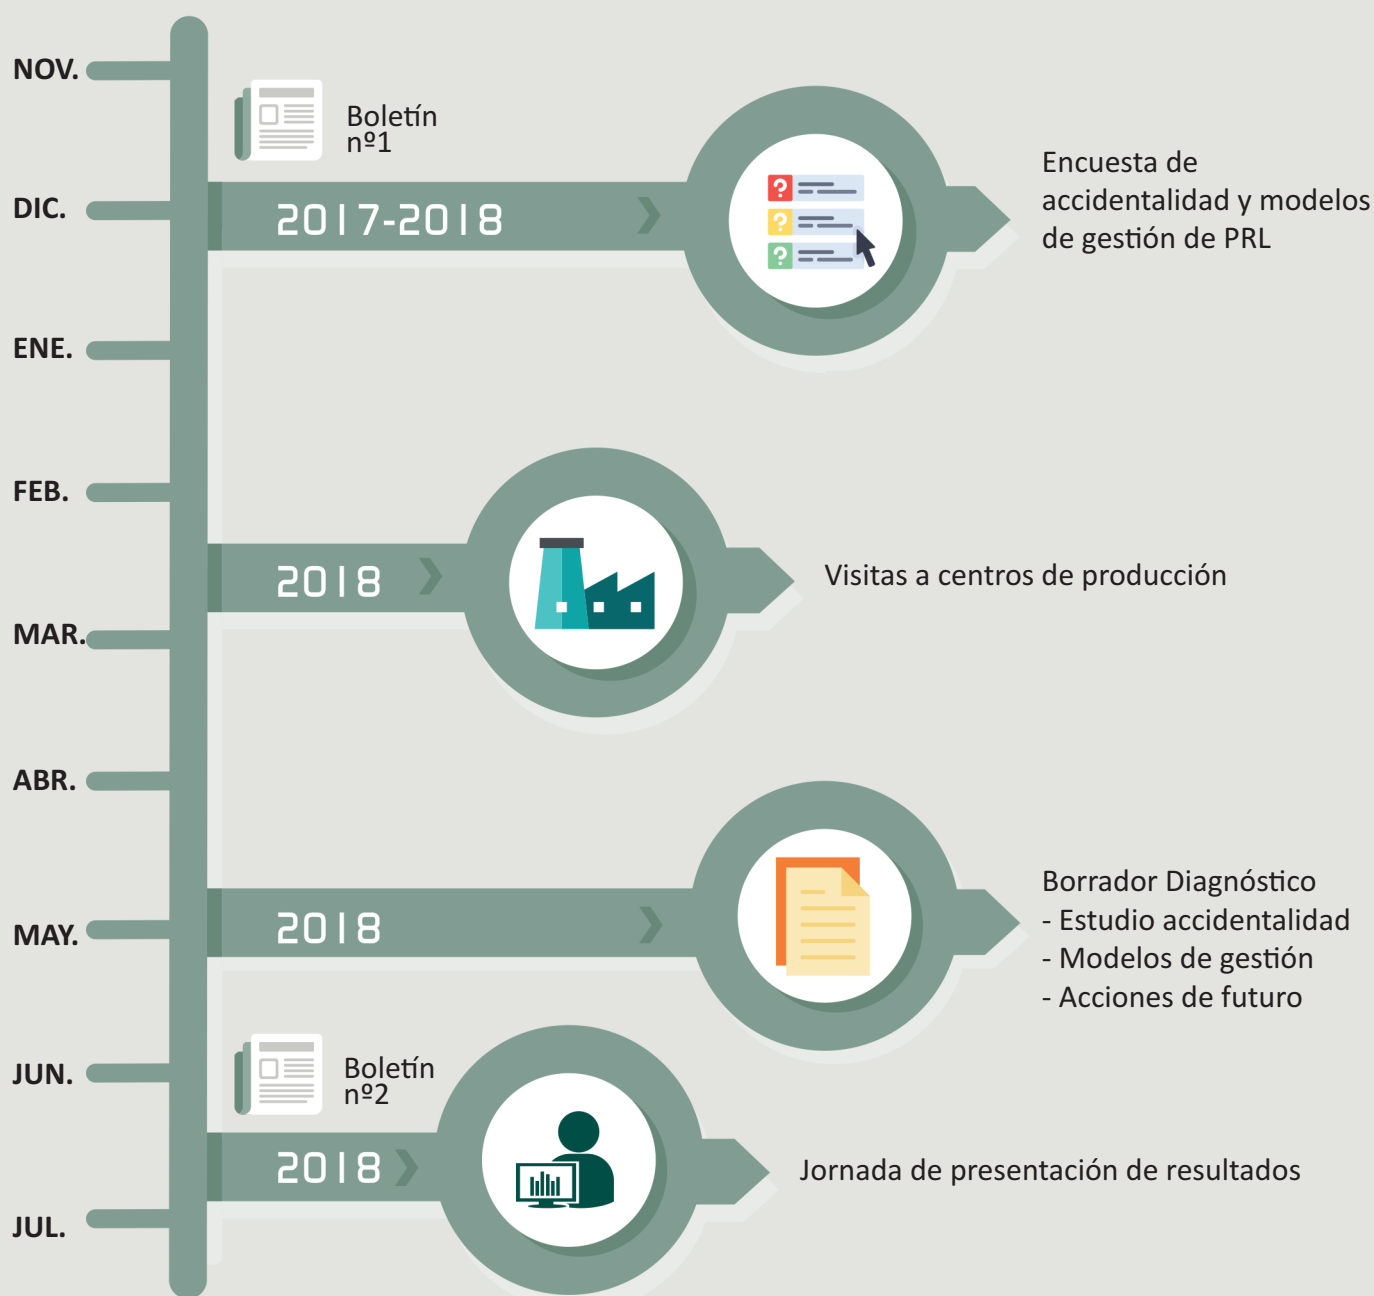 NOV.
Boletín
nº1
Encuesta de
accidentalidad y modelos
de gestión de PRL
DIC.
2017-2018
ENE.
FEB.
2018
Visitas a centros de producción
MAR.
ABR.
Borrador Diagnóstico
- Estudio accidentalidad
- Modelos de gestión
- Acciones de futuro
2018
MAY.
Boletín
nº2
JUN.
2018
Jornada de presentación de resultados
JUL.